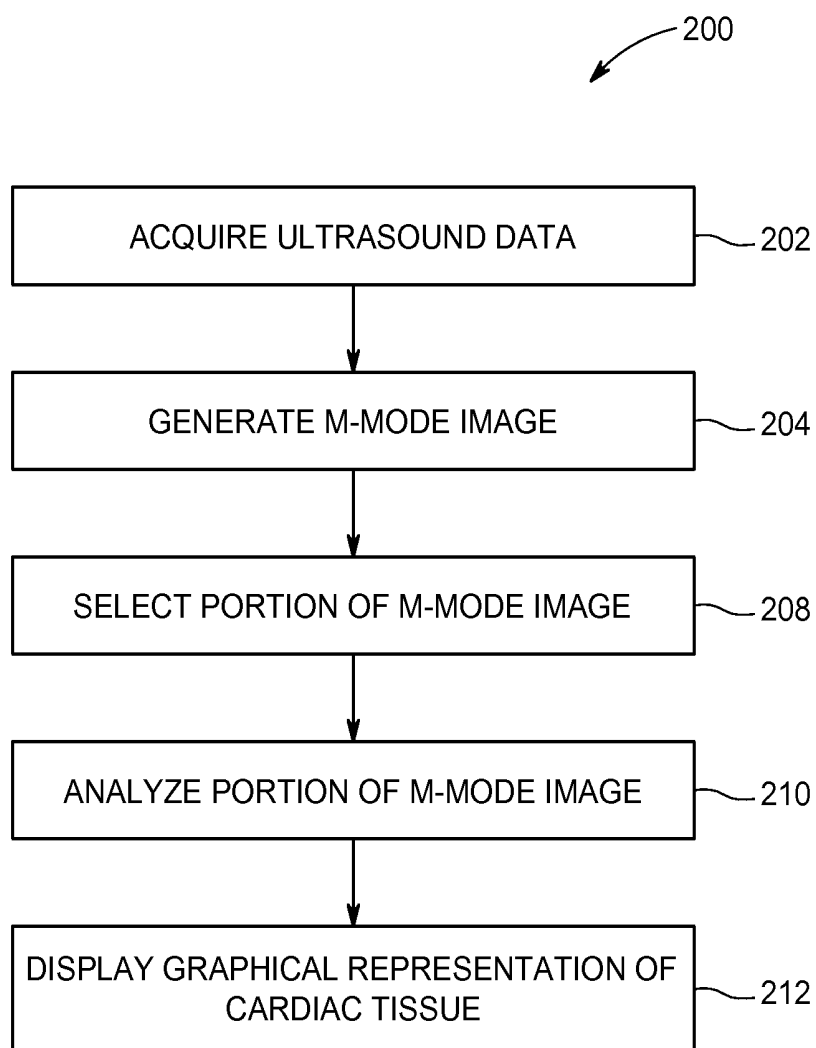 200
ACQUIRE ULTRASOUND DATA
202
GENERATE M-MODE IMAGE
204
SELECT PORTION OF M-MODE IMAGE
208
ANALYZE PORTION OF M-MODE IMAGE
210
DISPLAY GRAPHICAL REPRESENTATION OF
CARDIAC TISSUE
212